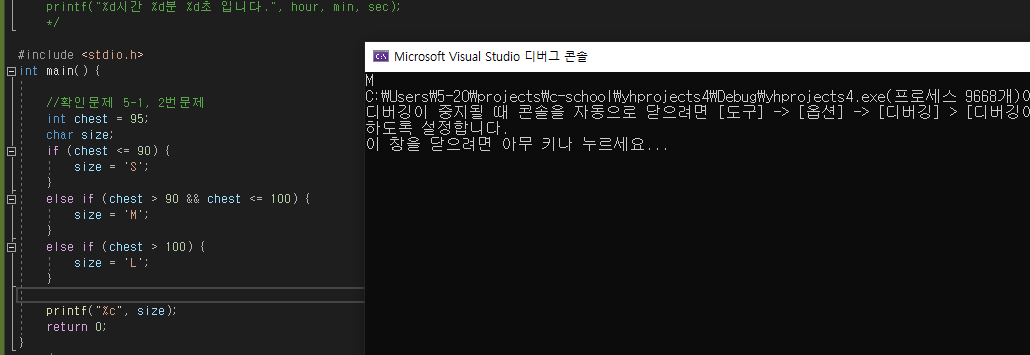 printf("%d시간 %d분 %d초 입니다.", hour, min, sec);
*/
#include <stdio.h>
int main() {
//확인문제 5-1, 2번문제
int chest = 95;
char size;
if (chest <= 90) {
size = 'S';
}
else if (chest > 90 && chest <= 100) {
size = 'M';
}
else if (chest > 100) {
size = 'L';
}
printf("%c", size);
return 0;
}
Microsoft Visual Studio 디버그 콘솔
M
C:₩Users₩5-20₩projects₩c-school₩yhprojects4₩Debug₩yhprojects4.exe(프로세스 9668개)이
디버깅이 중지될 때 콘솔을 자동으로 닫으려면 [도구] -> [옵션] -> [디버깅] > [디버깅이
하도록 설정합니다.
이 창을 닫으려면 아무 키나 누르세요...